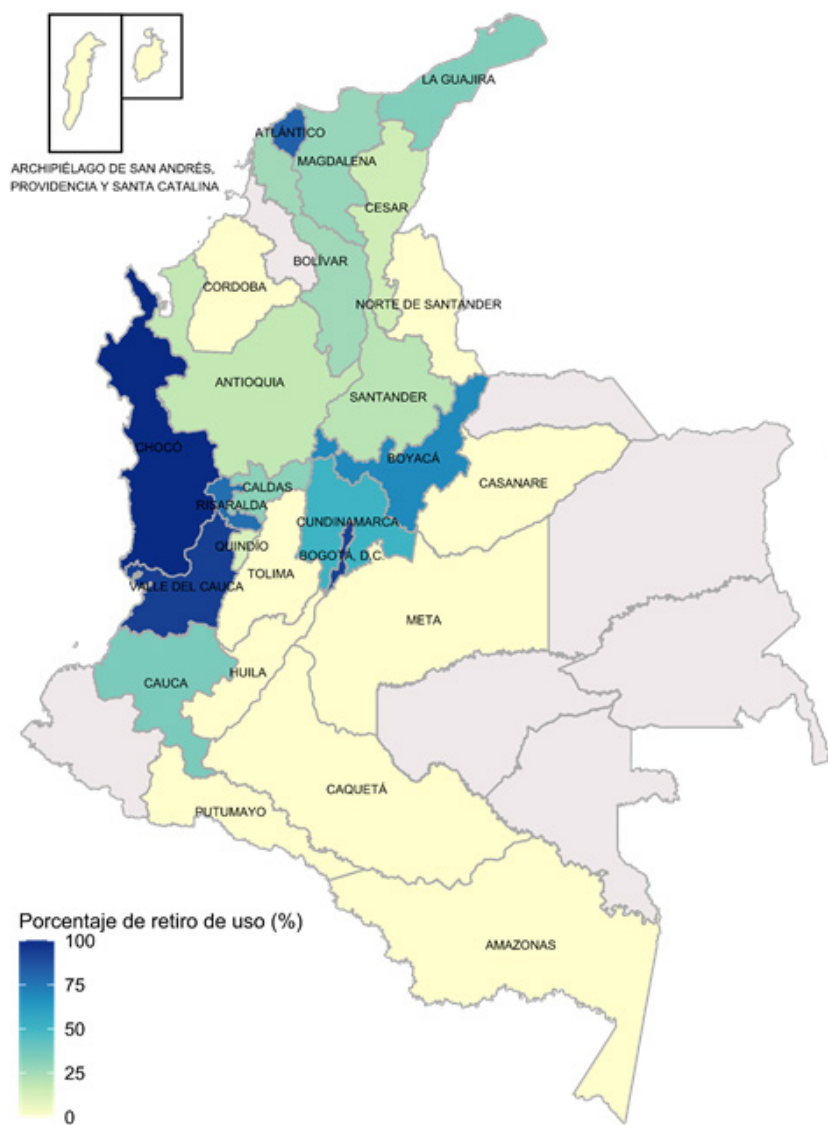 LA GUAJIRA
ATLÁNTICO
MAGDALENA
ARCHIPIÉLAGO DE SAN ANDRÉS,
PROVIDENCIA Y SANTA CATALINA
CESAR
BOLÍVAR
CORDOBA
NORTE DE SANTANDER
ANTIOQUIA
SANTANDER
CHOCÓ
BOYACÁ
CALDAS
CASANARE
RISARALDA
CUNDINAMARCA
QUINDÍO
BOGOTÁ, D.C.
TOLIMA
VALLE DEL CAUCA
META
HUILA
CAUCA
CAQUETÁ
PUTUMAYO
Porcentaje de retiro de uso (%)
100
AMAZONAS
75
50
25
0